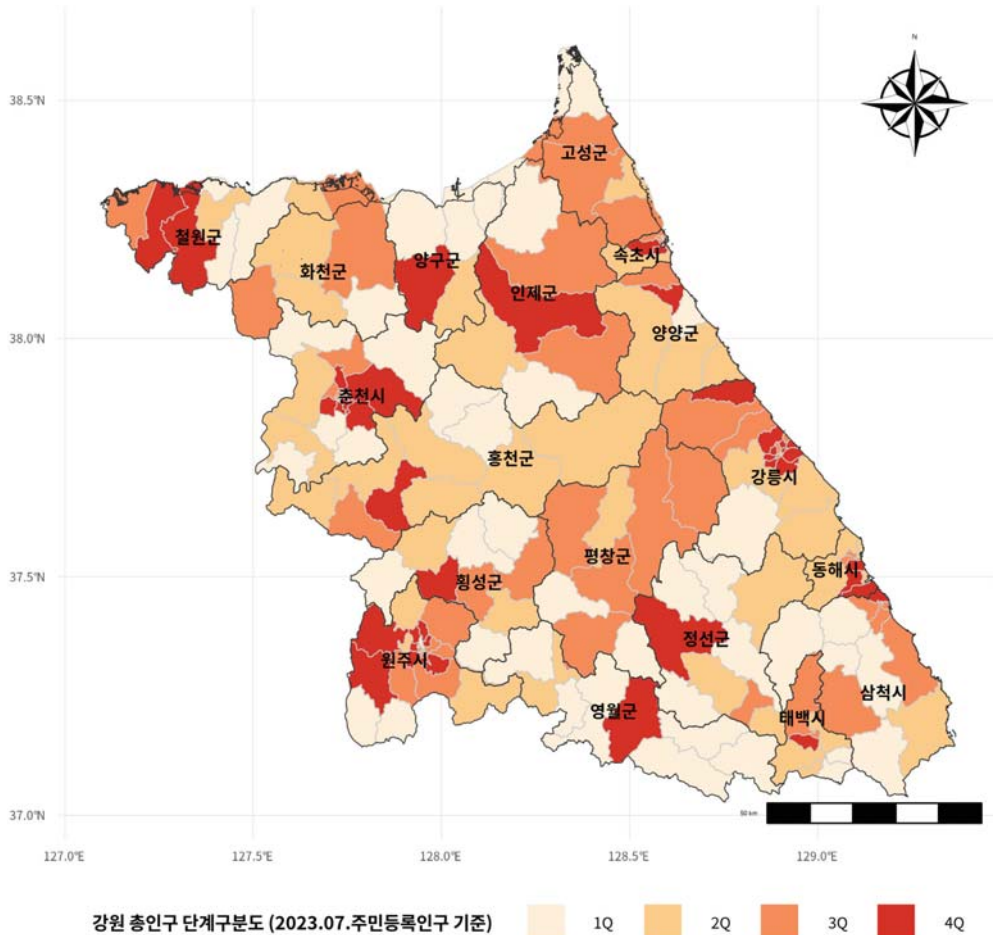 N
38.5°N
고성군
철원군
속초시
양구군
화천군
인제군
38.0°N
양양군
춘천시
홍천군
강릉시
평창군
동해시
37.5°N
횡성군
정선군
원주시
삼척시
영월군
태백시
37.0°N
50 km
127.0°E 127.5°E 128.0°E 128.5°E 129.0°E
강원 총인구 단계구분도 (2023.07.주민등록인구 기준) 1Q 2Q 3Q 4Q